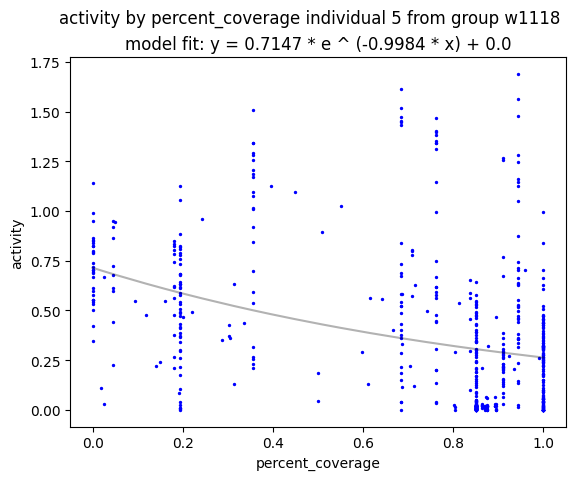 activity by percent_coverage individual 5 from group w1118
model fit: y = 0.7147 * e ^ (-0.9984 * x) + 0.0
1.75
1.50
1.25
1.00
0.75
0.50
0.25
0.00
activity
0.0 0.2 0.4 0.6 0.8 1.0
percent_coverage